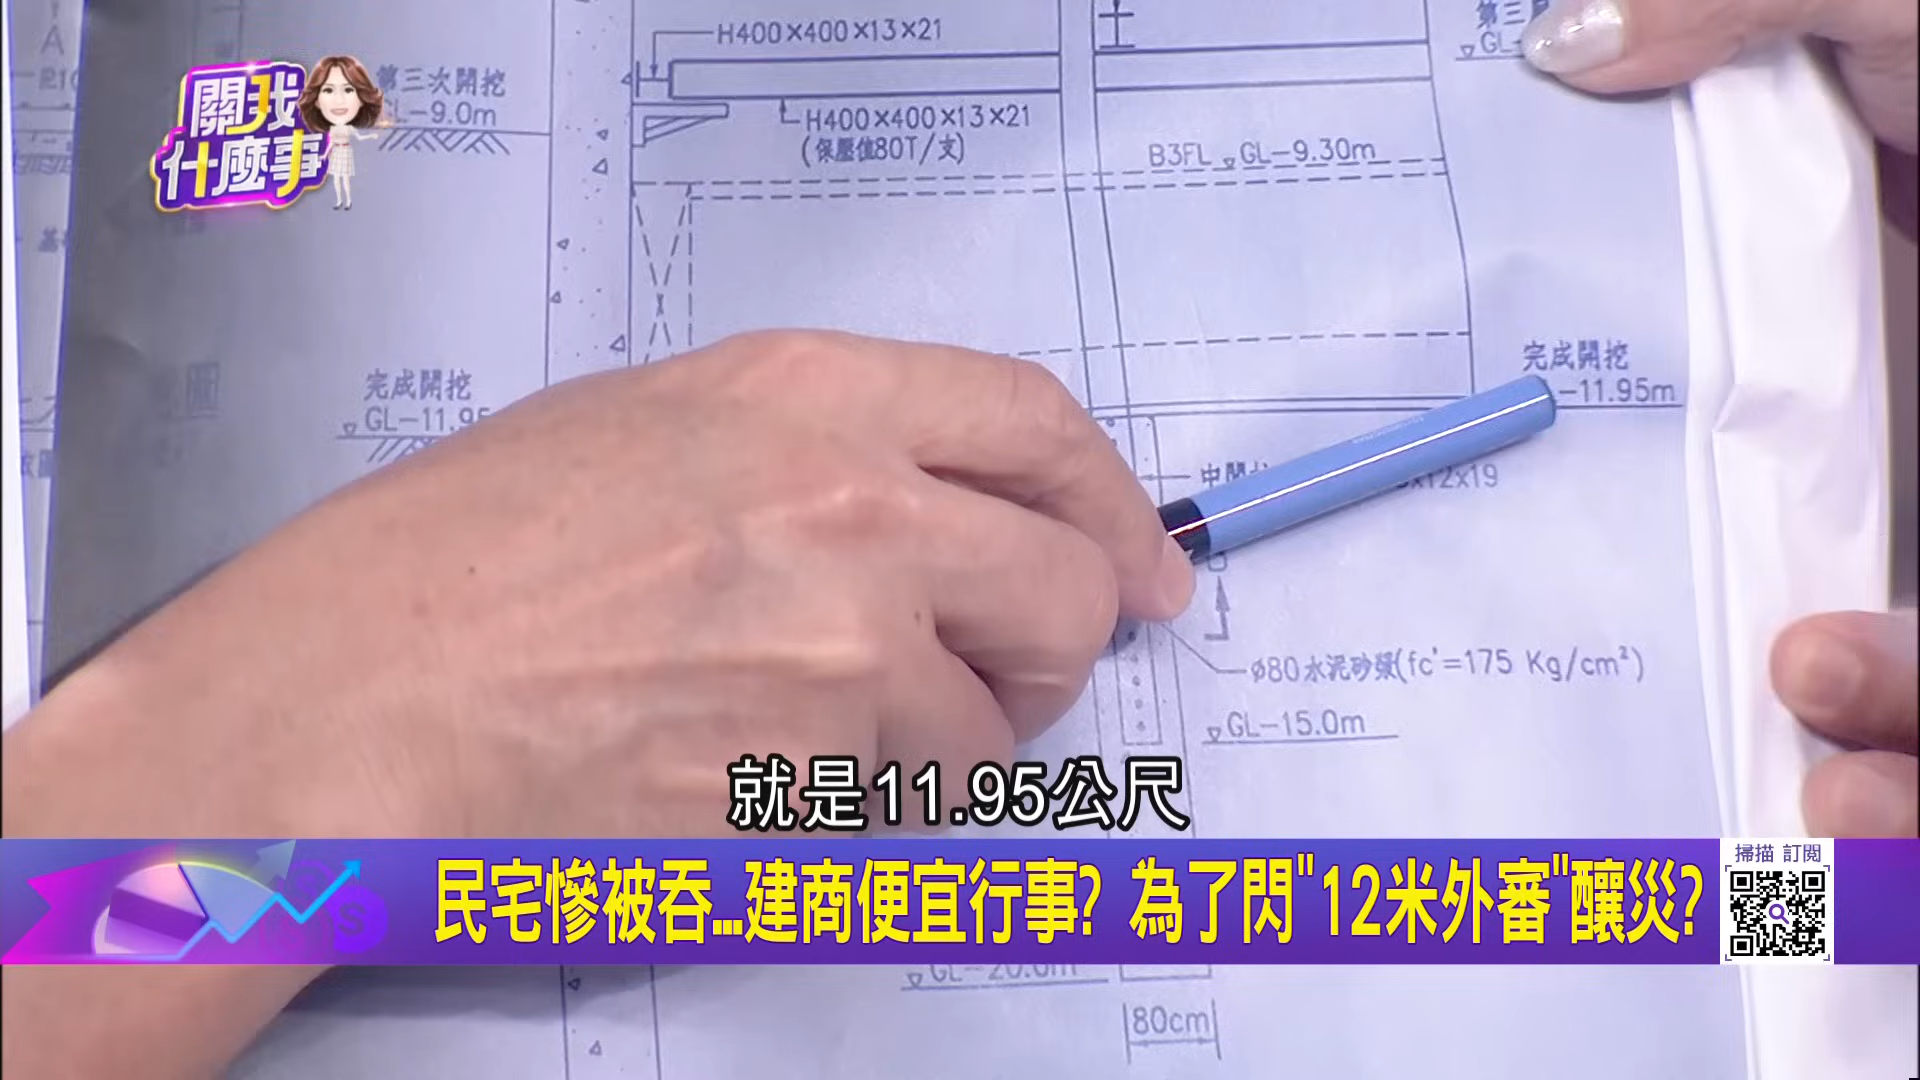 H400×400×13×21
第三次開挖
GL-9.0m
關我
什麼事
H400×400×13×21
(保壓值80T/支)
B3FL GL-9.30m
完成開挖
GL-11.95
完成開挖
-11.95m
x12x19
ø80水泥砂漿(fc'=175 Kg/cm²)
GL-15.0m
就是11.95公尺
民宅慘被吞...建商便宜行事? 為了閃"12米外審"釀災?
掃描 訂閱
80cm